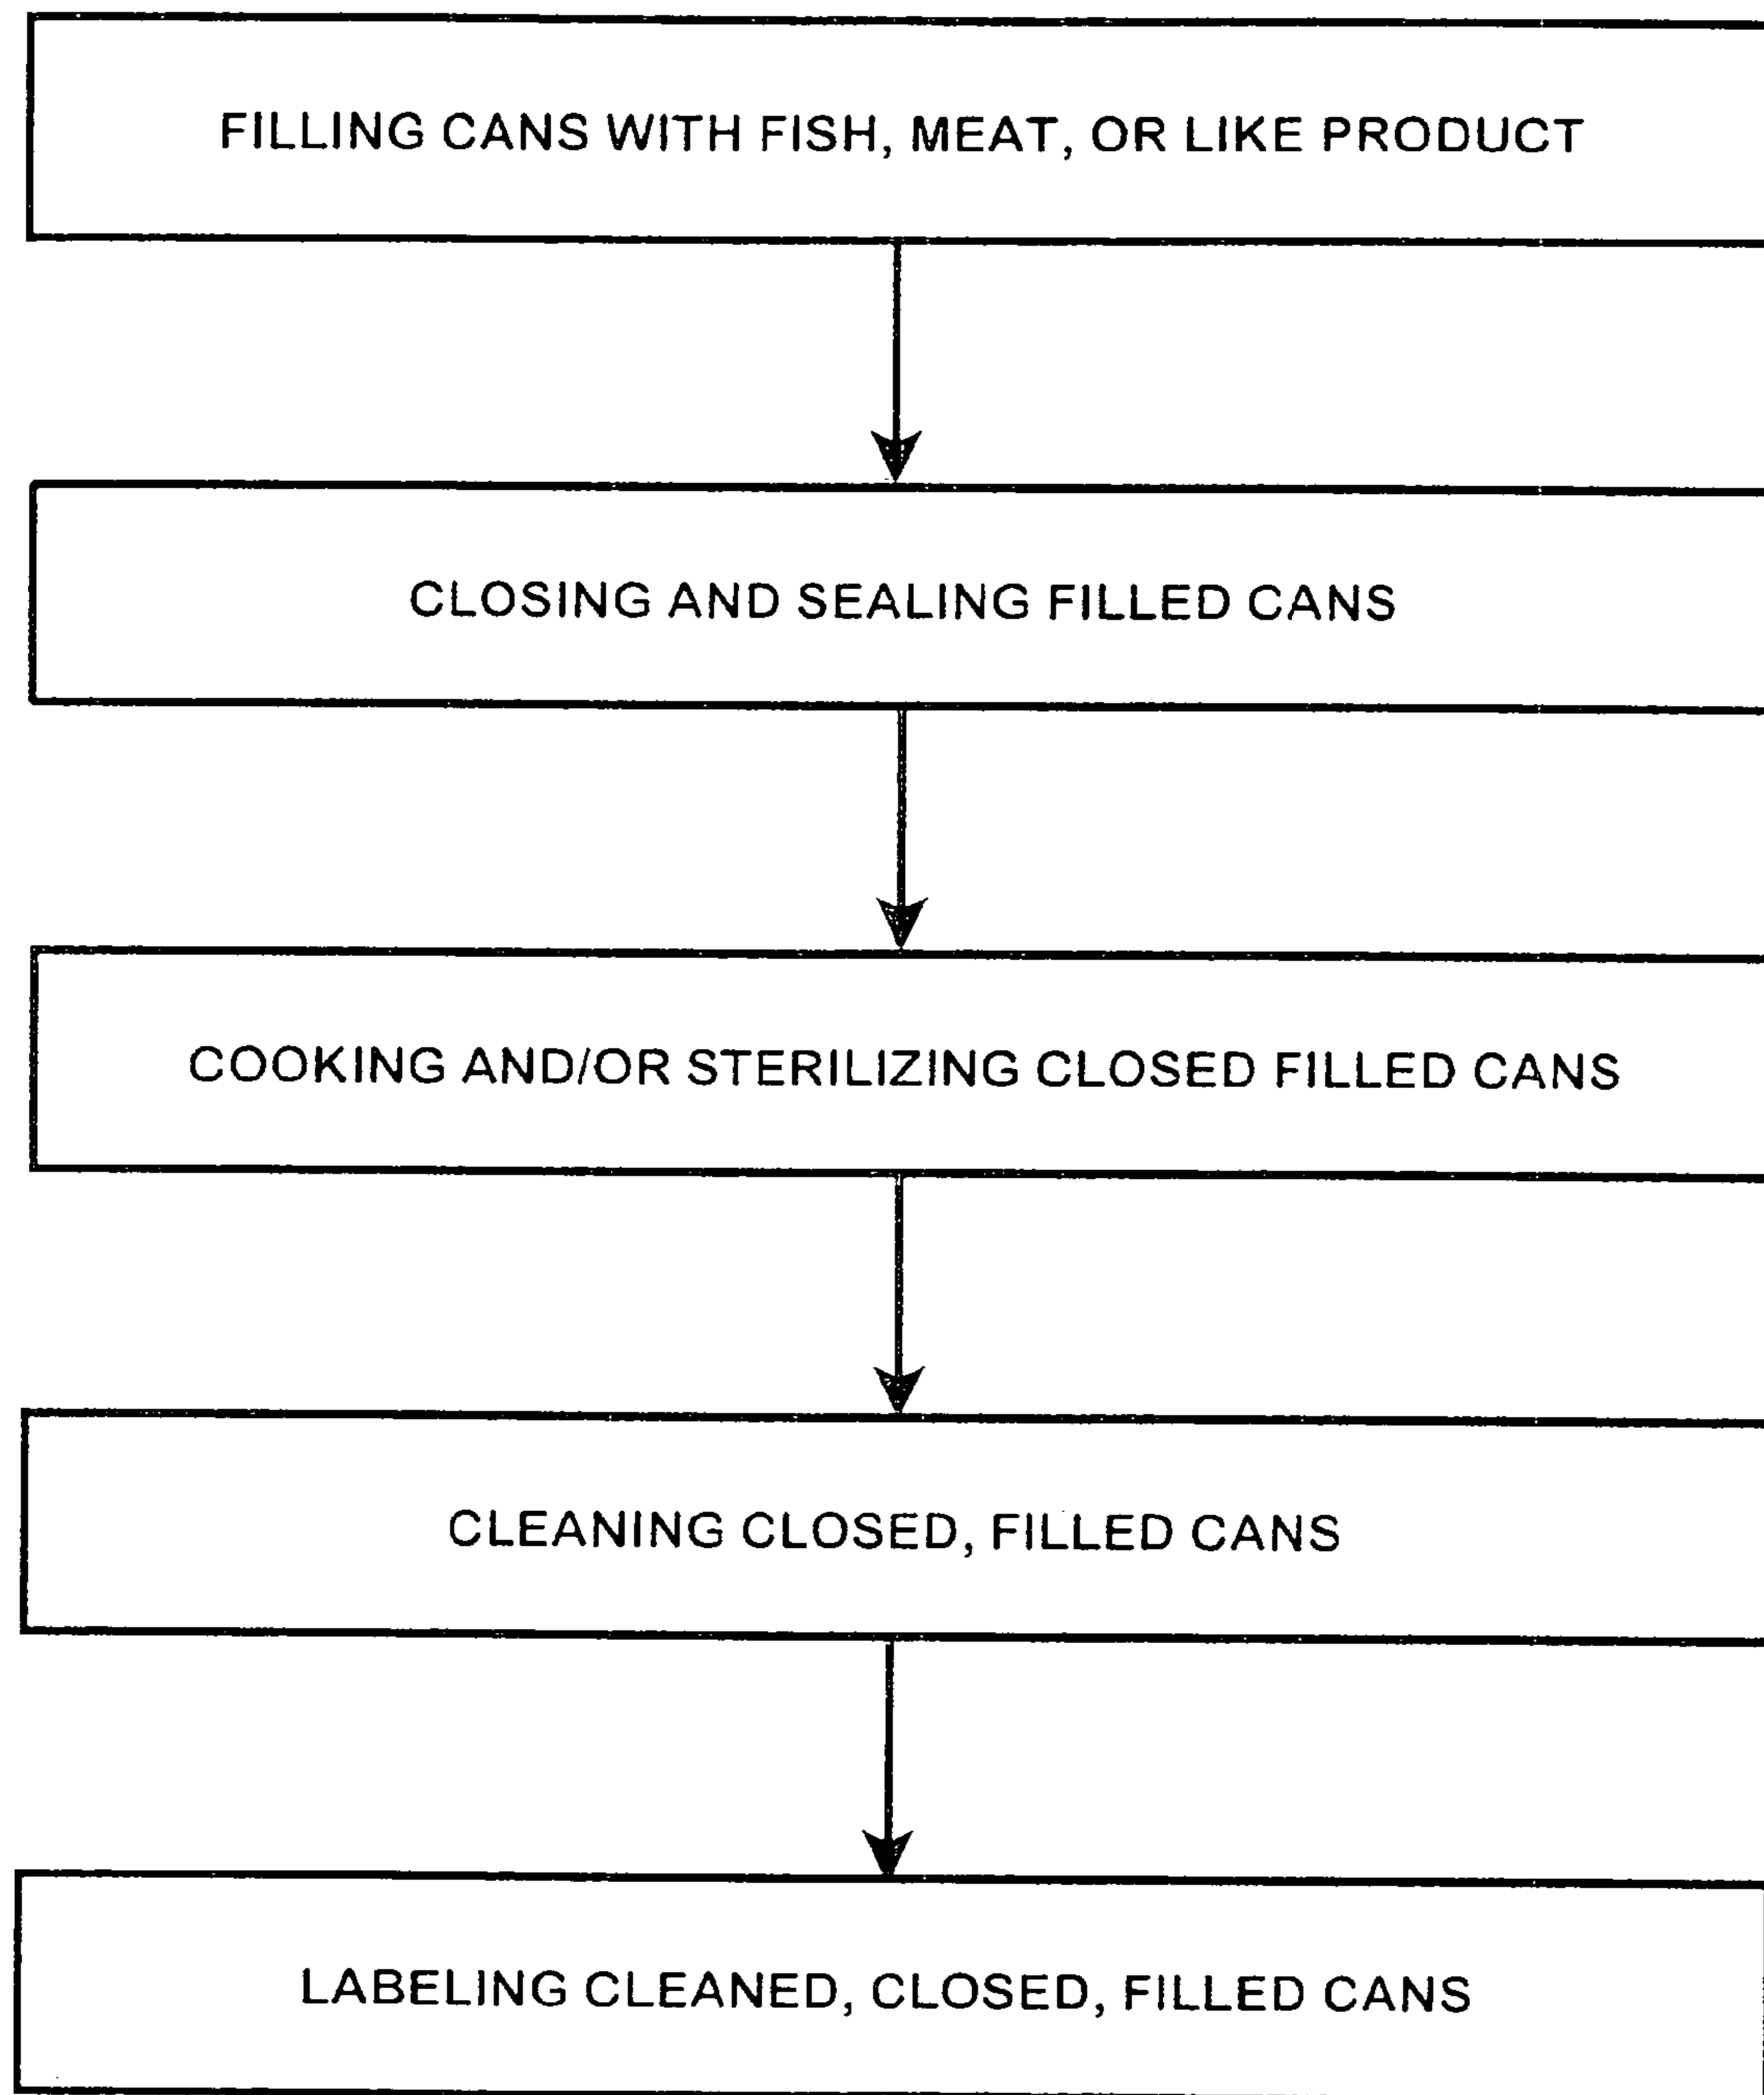 FILLING CANS WITH FISH, MEAT, OR LIKE PRODUCT
CLOSING AND SEALING FILLED CANS
COOKING AND/OR STERILIZING CLOSED FILLED CANS
CLEANING CLOSED, FILLED CANS
LABELING CLEANED, CLOSED, FILLED CANS